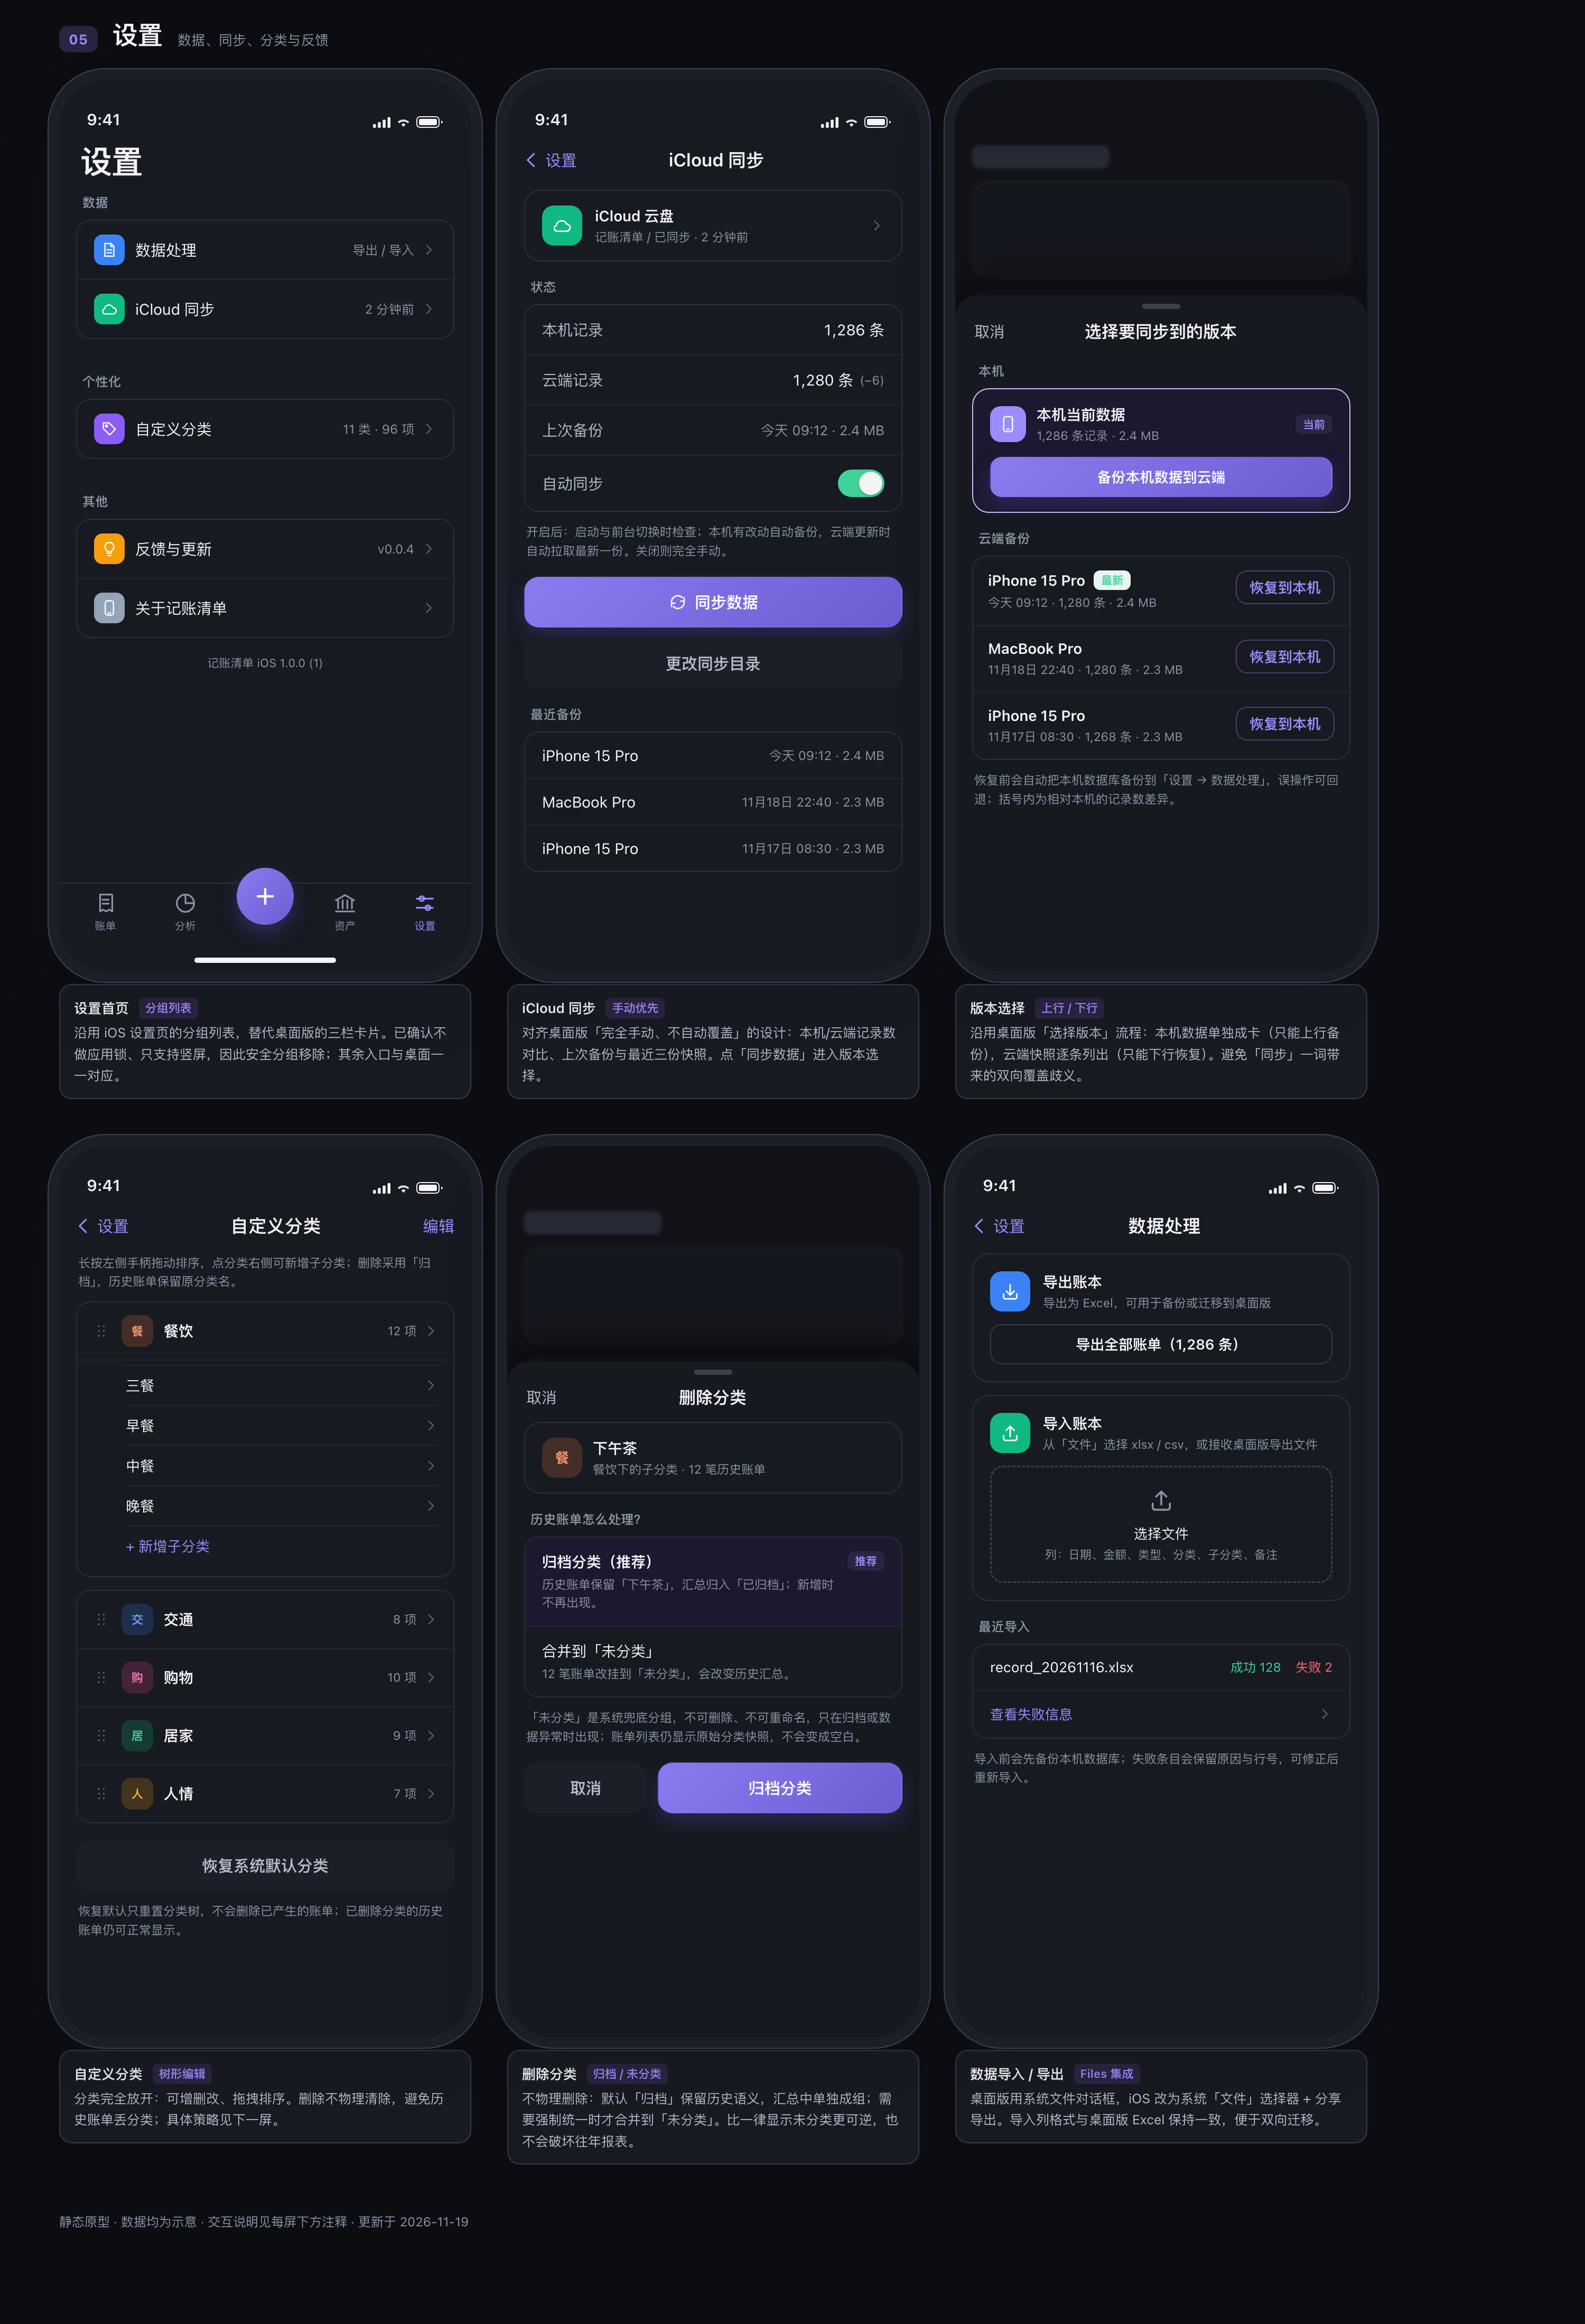 05 设置 数据、同步、分类与反馈
9:41
设置
数据
数据处理 导出 / 导入
iCloud 同步 2 分钟前
个性化
自定义分类 11 类 · 96 项
其他
反馈与更新 v0.0.4
关于记账清单
记账清单 iOS 1.0.0 (1)
账单 分析 资产 设置
设置首页 分组列表
沿用 iOS 设置页的分组列表，替代桌面版的三栏卡片。已确认不
做应用锁、只支持竖屏，因此安全分组移除；其余入口与桌面一
一对应。
9:41
设置 iCloud 同步
iCloud 云盘
记账清单 / 已同步 · 2 分钟前
状态
本机记录 1,286 条
云端记录 1,280 条 (−6)
上次备份 今天 09:12 · 2.4 MB
自动同步
开启后：启动与前台切换时检查；本机有改动自动备份，云端更新时
自动拉取最新一份。关闭则完全手动。
同步数据
更改同步目录
最近备份
iPhone 15 Pro 今天 09:12 · 2.4 MB
MacBook Pro 11月18日 22:40 · 2.3 MB
iPhone 15 Pro 11月17日 08:30 · 2.3 MB
iCloud 同步 手动优先
对齐桌面版「完全手动、不自动覆盖」的设计：本机/云端记录数
对比、上次备份与最近三份快照。点「同步数据」进入版本选
择。
取消 选择要同步到的版本
本机
本机当前数据 当前
1,286 条记录 · 2.4 MB
备份本机数据到云端
云端备份
iPhone 15 Pro 最新 恢复到本机
今天 09:12 · 1,280 条 · 2.4 MB
MacBook Pro 恢复到本机
11月18日 22:40 · 1,280 条 · 2.3 MB
iPhone 15 Pro 恢复到本机
11月17日 08:30 · 1,268 条 · 2.3 MB
恢复前会自动把本机数据库备份到「设置 → 数据处理」，误操作可回
退；括号内为相对本机的记录数差异。
版本选择 上行 / 下行
沿用桌面版「选择版本」流程：本机数据单独成卡（只能上行备
份），云端快照逐条列出（只能下行恢复）。避免「同步」一词带
来的双向覆盖歧义。
9:41
设置 自定义分类 编辑
长按左侧手柄拖动排序，点分类右侧可新增子分类；删除采用「归
档」，历史账单保留原分类名。
餐 餐饮 12 项
三餐
早餐
中餐
晚餐
+ 新增子分类
交 交通 8 项
购 购物 10 项
居 居家 9 项
人 人情 7 项
恢复系统默认分类
恢复默认只重置分类树，不会删除已产生的账单；已删除分类的历史
账单仍可正常显示。
自定义分类 树形编辑
分类完全放开：可增删改、拖拽排序。删除不物理清除，避免历
史账单丢分类；具体策略见下一屏。
取消 删除分类
餐 下午茶
餐饮下的子分类 · 12 笔历史账单
历史账单怎么处理?
归档分类（推荐） 推荐
历史账单保留「下午茶」，汇总归入「已归档」；新增时
不再出现。
合并到「未分类」
12 笔账单改挂到「未分类」，会改变历史汇总。
「未分类」是系统兜底分组，不可删除、不可重命名，只在归档或数
据异常时出现；账单列表仍显示原始分类快照，不会变成空白。
取消 归档分类
删除分类 归档 / 未分类
不物理删除：默认「归档」保留历史语义，汇总中单独成组；需
要强制统一时才合并到「未分类」。比一律显示未分类更可逆，也
不会破坏往年报表。
9:41
设置 数据处理
导出账本
导出为 Excel，可用于备份或迁移到桌面版
导出全部账单（1,286 条）
导入账本
从「文件」选择 xlsx / csv，或接收桌面版导出文件
选择文件
列：日期、金额、类型、分类、子分类、备注
最近导入
record_20261116.xlsx 成功 128 失败 2
查看失败信息
导入前会先备份本机数据库；失败条目会保留原因与行号，可修正后
重新导入。
数据导入 / 导出 Files 集成
桌面版用系统文件对话框，iOS 改为系统「文件」选择器 + 分享
导出。导入列格式与桌面版 Excel 保持一致，便于双向迁移。
静态原型 · 数据均为示意 · 交互说明见每屏下方注释 · 更新于 2026-11-19